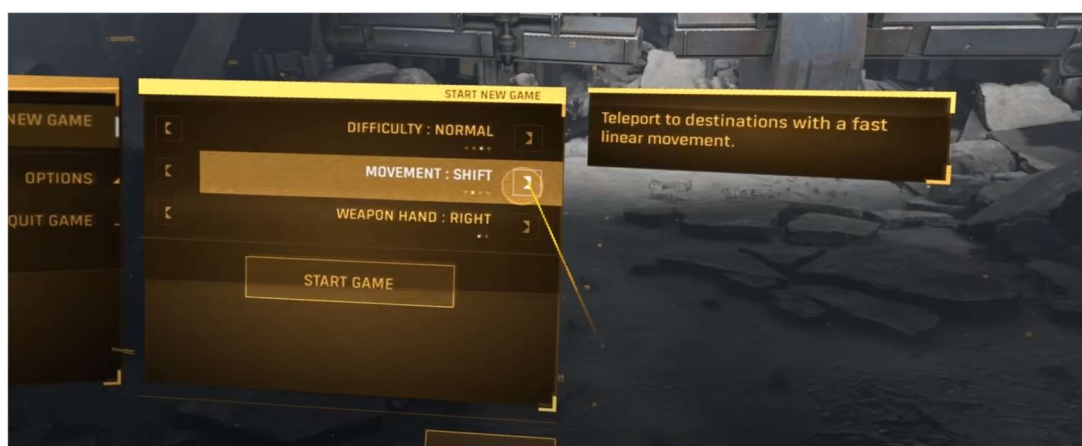 NEW GAME
OPTIONS
QUIT GAME
START NEW GAME
DIFFICULTY : NORMAL
MOVEMENT : SHIFT
WEAPON HAND : RIGHT
START GAME
Teleport to destinations with a fast
linear movement.